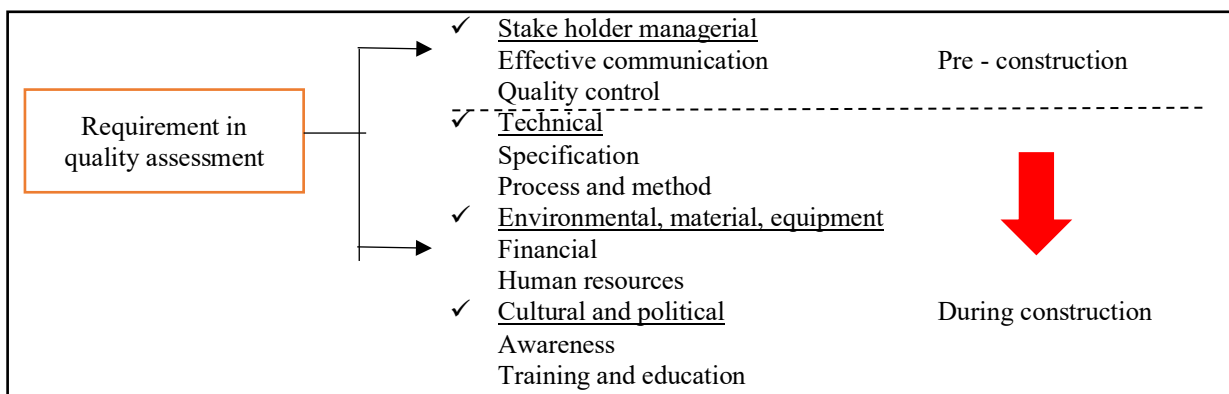 Requirement in
quality assessment
✓ Stake holder managerial
Effective communication
Quality control
Pre - construction
✓ Technical
Specification
Process and method
✓ Environmental, material, equipment
Financial
Human resources
✓ Cultural and political
Awareness
Training and education
During construction